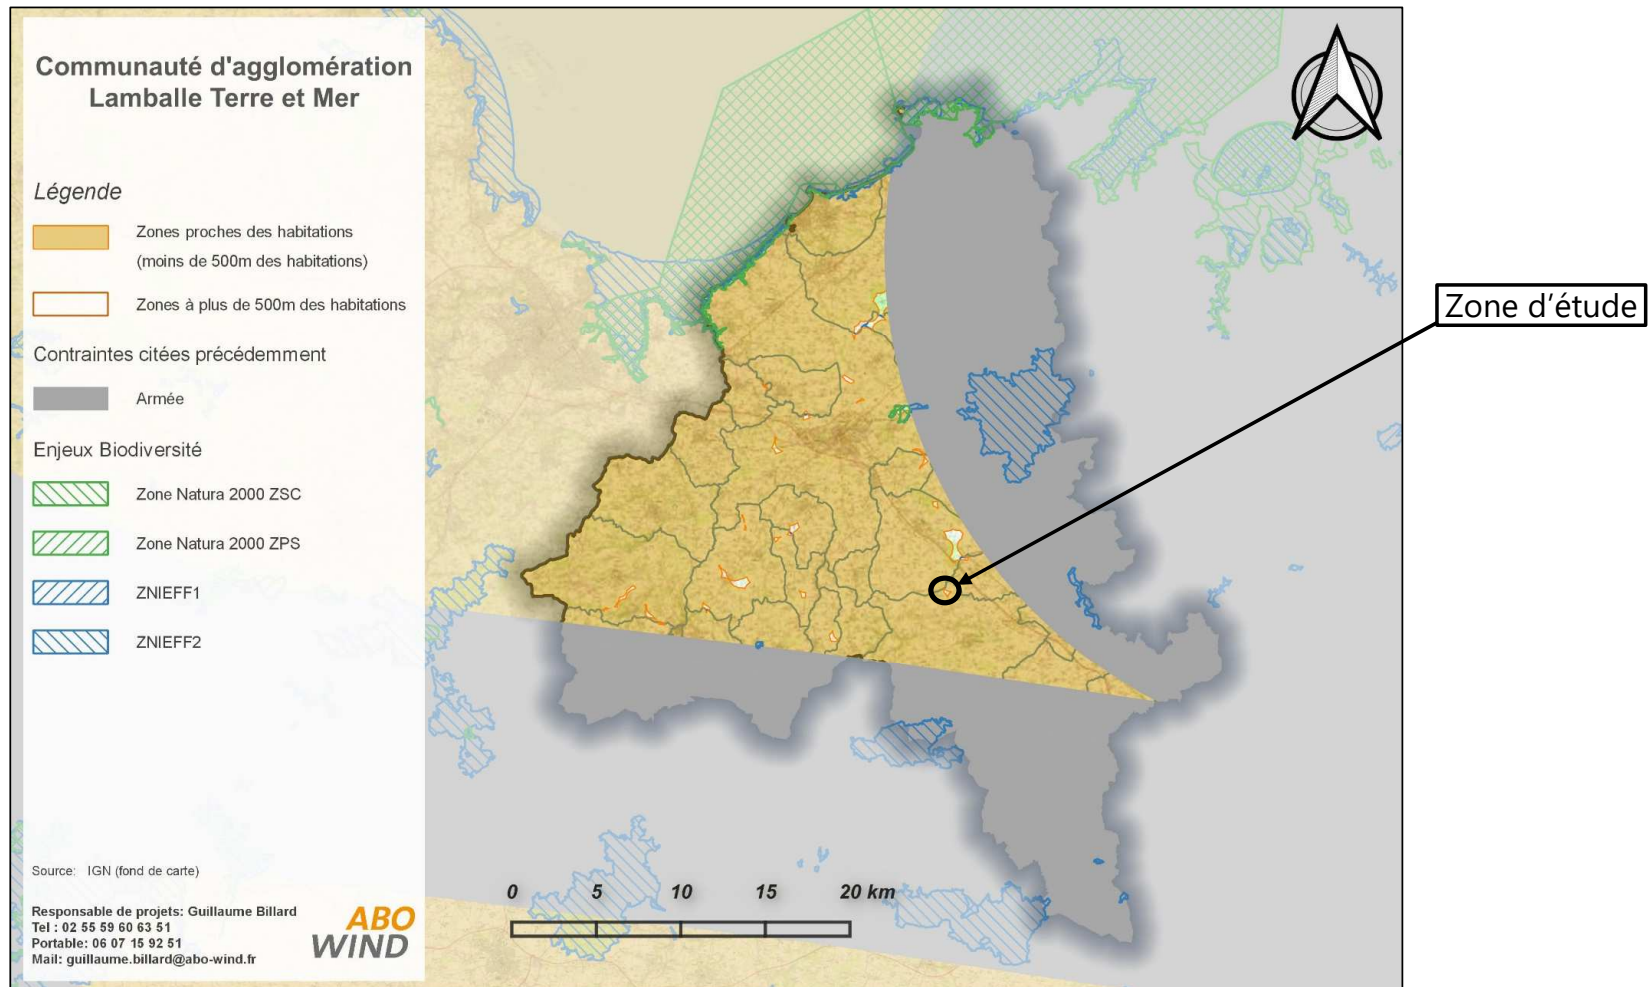 Communauté d'agglomération
Lamballe Terre et Mer
Légende
Zones proches des habitations
(moins de 500m des habitations)
Zones à plus de 500m des habitations
Contraintes citées précédemment
Armée
Enjeux Biodiversité
Zone Natura 2000 ZSC
Zone Natura 2000 ZPS
ZNIEFF1
ZNIEFF2
Source: IGN (fond de carte)
Responsable de projets: Guillaume Billard
Tel : 02 55 59 60 63 51
Portable: 06 07 15 92 51
Mail: guillaume.billard@abo-wind.fr
ABO
WIND
0 5 10 15 20 km
Zone d'étude